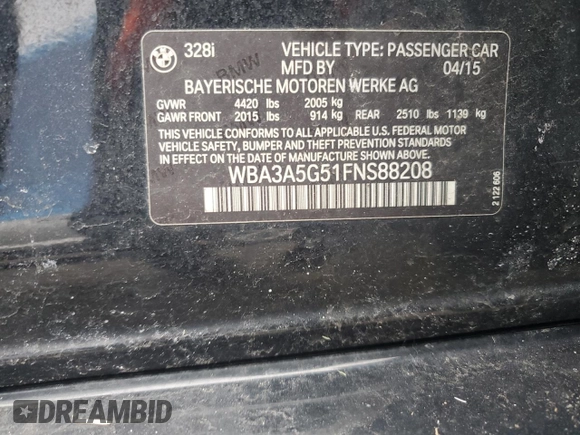 BMW 328i VEHICLE TYPE: PASSENGER CAR
MFD BY 04/15
BAYERISCHE MOTOREN WERKE AG
GVWR 4420 lbs 2005 kg
GAWR FRONT 2015 lbs 914 kg REAR 2510 lbs 1139 kg
THIS VEHICLE CONFORMS TO ALL APPLICABLE U.S. FEDERAL MOTOR
VEHICLE SAFETY, BUMPER AND THEFT PREVENTION STANDARDS
IN EFFECT ON THE DATE OF MANUFACTURE SHOWN ABOVE.
WBA3A5G51FNS88208
2 122 606
BMW
DREAMBID